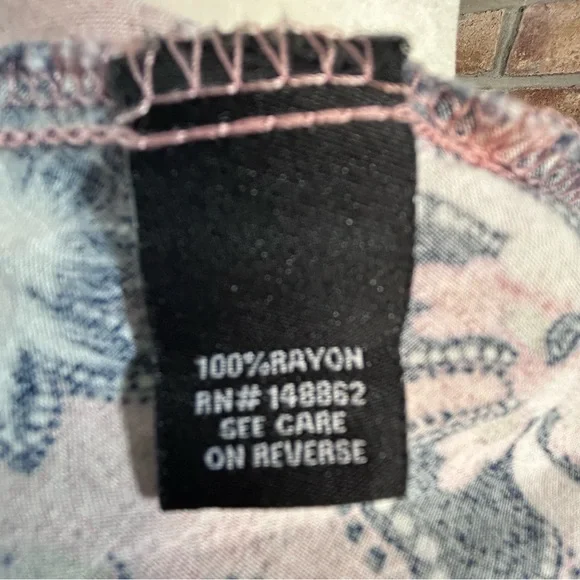 100%RAYON
RN# 148862
SEE CARE
ON REVERSE